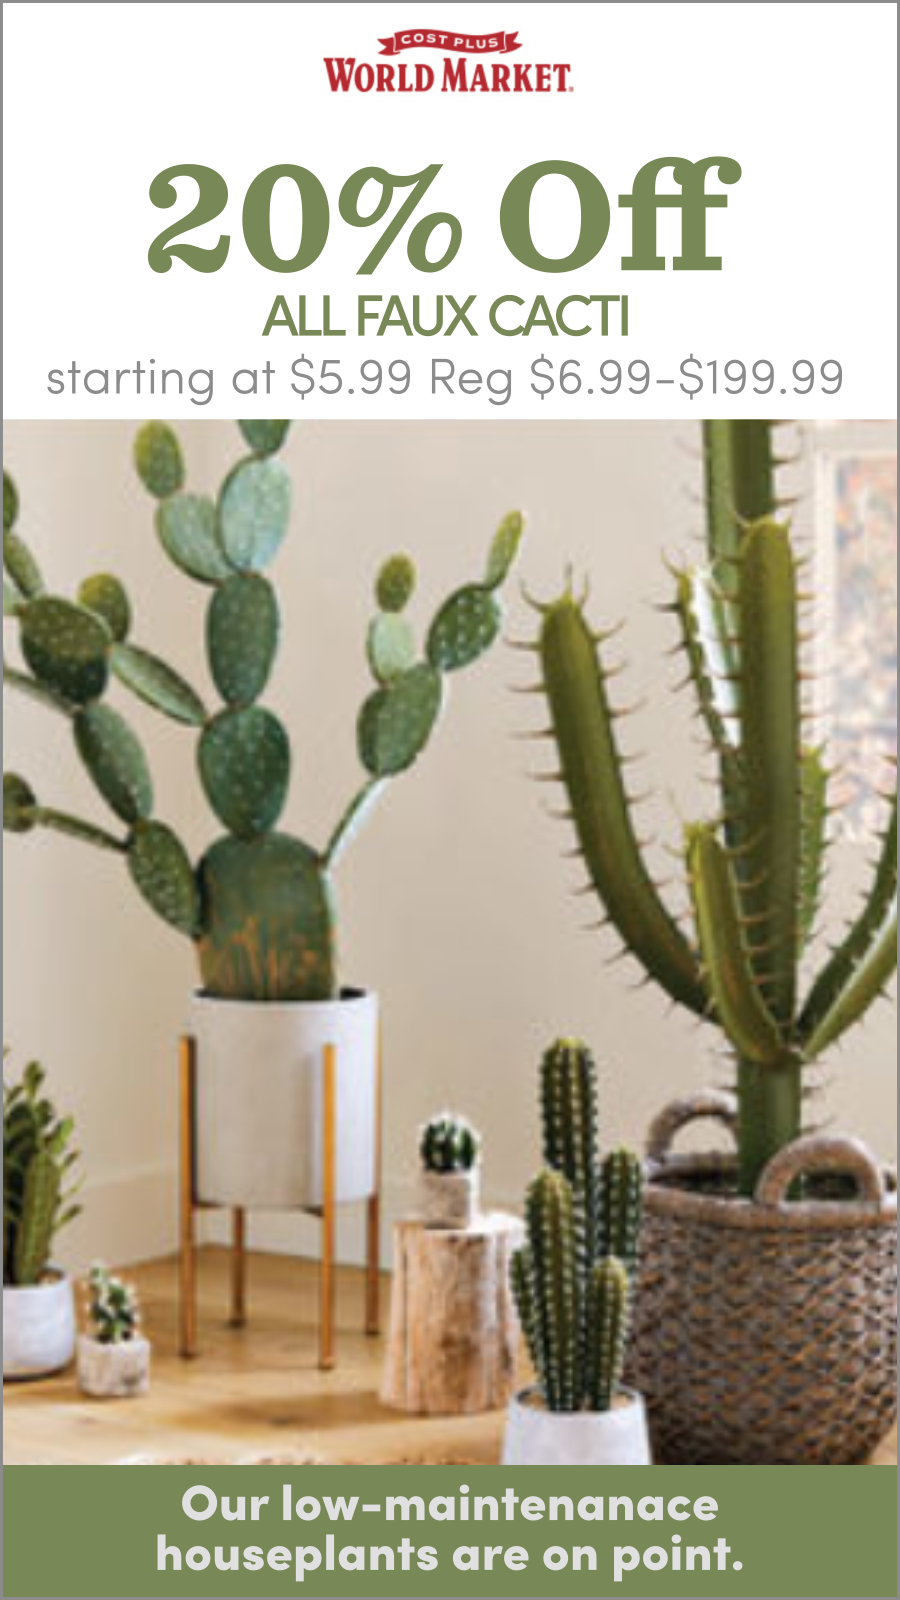 COST PLUS
WORLD MARKET.
20% Off
ALL FAUX CACTI
starting at $5.99 Reg $6.99-$199.99
Our low-maintenanace
houseplants are on point.